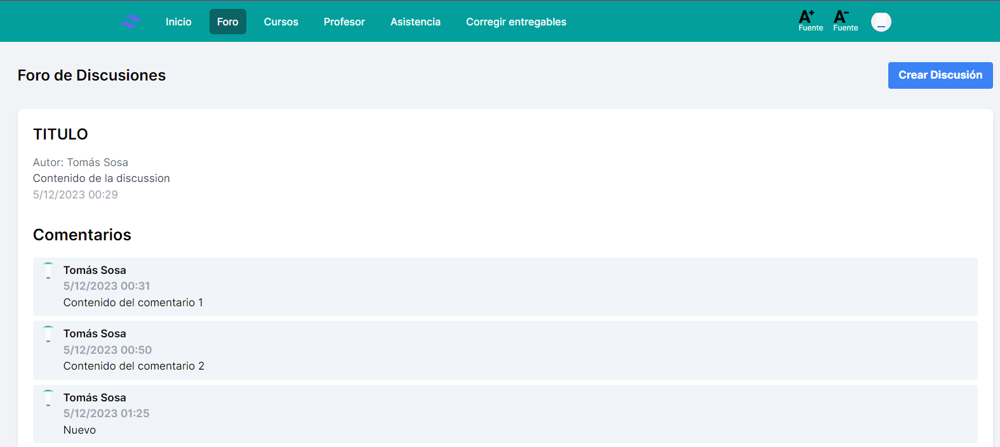 Inicio Foro Cursos Profesor Asistencia Corregir entregables A+ Fuente A- Fuente
Foro de Discusiones
Crear Discusión
TITULO
Autor: Tomás Sosa
Contenido de la discussion
5/12/2023 00:29
Comentarios
Tomás Sosa
5/12/2023 00:31
Contenido del comentario 1
Tomás Sosa
5/12/2023 00:50
Contenido del comentario 2
Tomás Sosa
5/12/2023 01:25
Nuevo